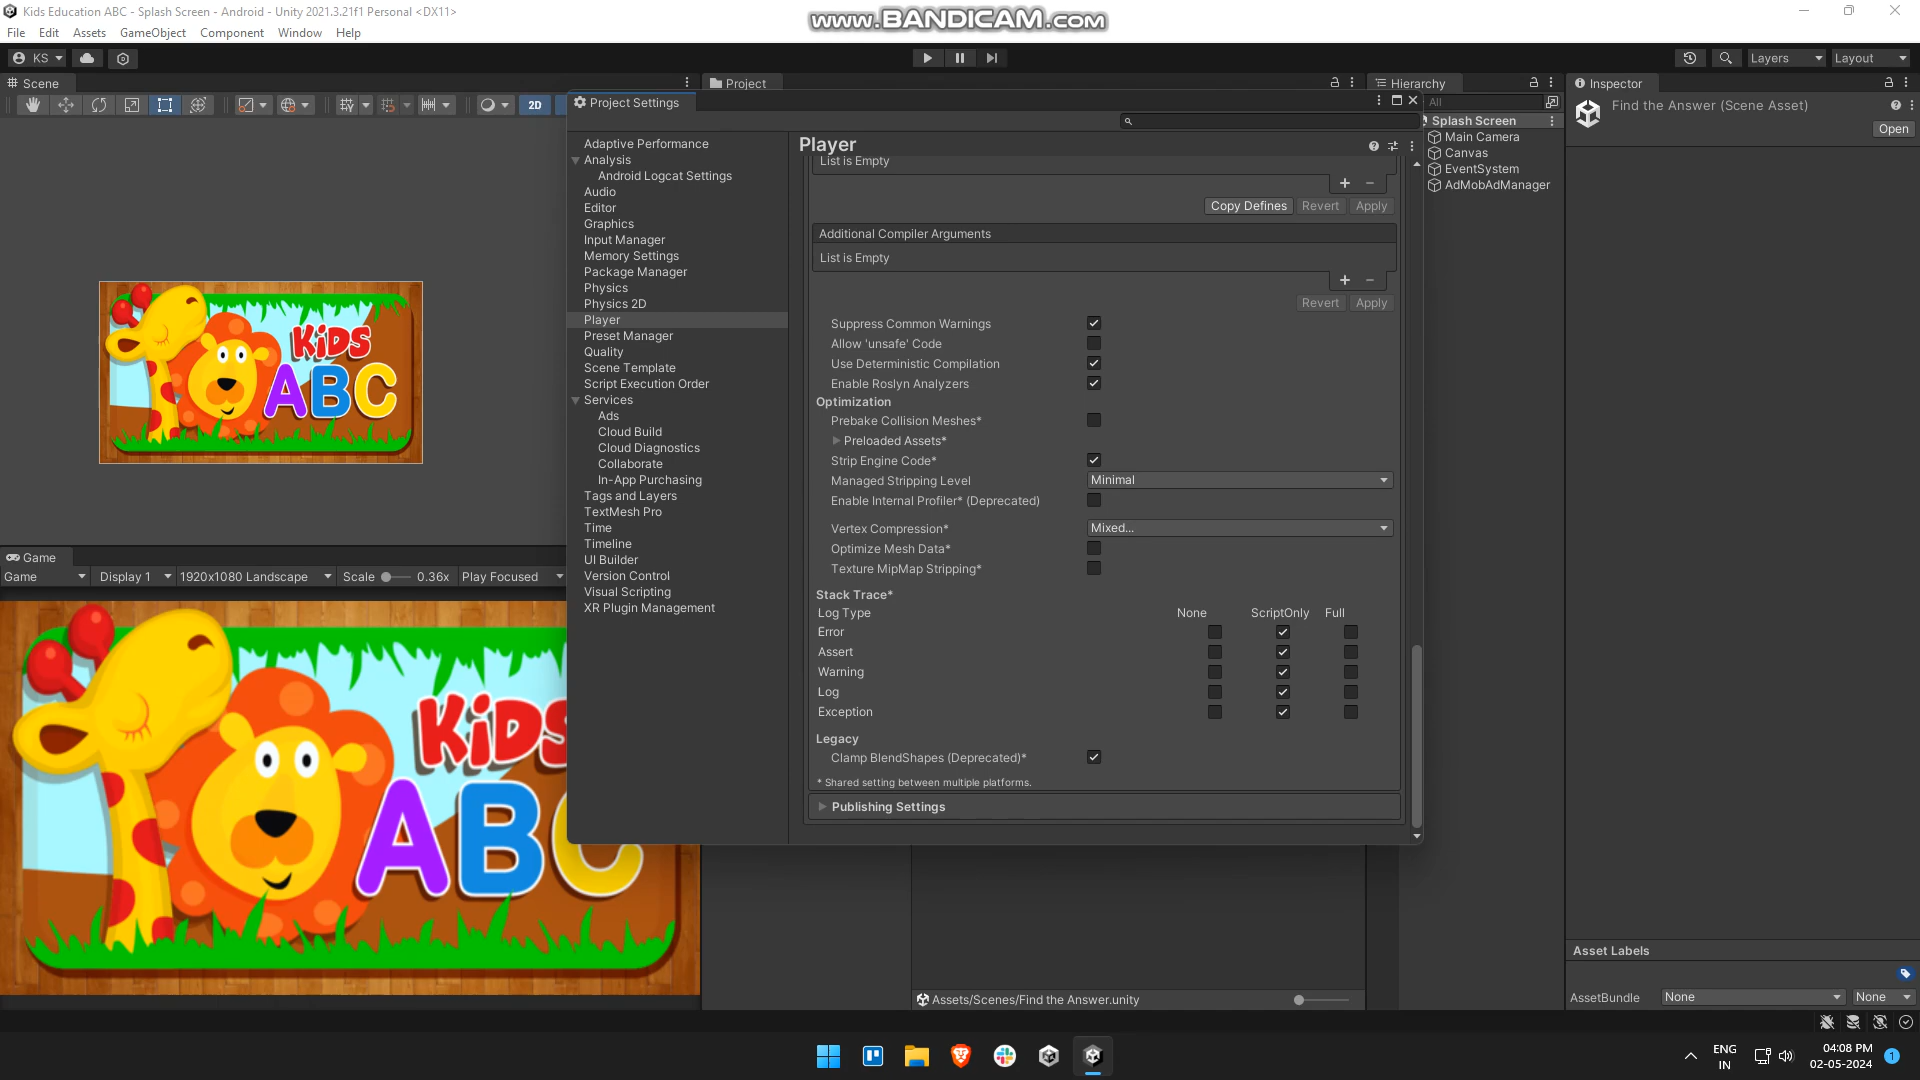 Kids Education ABC - Splash Screen - Android - Unity 2021.3.21f1 Personal <DX11>
www.BANDICAM.com
File Edit Assets GameObject Component Window Help
KS
Layers Layout
Scene
Project
Hierarchy
Inspector
2D
Project Settings
All
Find the Answer (Scene Asset)
Open
Splash Screen
Main Camera
Canvas
EventSystem
AdMobAdManager
Adaptive Performance
Analysis
Android Logcat Settings
Audio
Editor
Graphics
Input Manager
Memory Settings
Package Manager
Physics
Physics 2D
Player
Preset Manager
Quality
Scene Template
Script Execution Order
Services
Ads
Cloud Build
Cloud Diagnostics
Collaborate
In-App Purchasing
Tags and Layers
TextMesh Pro
Time
Timeline
UI Builder
Version Control
Visual Scripting
XR Plugin Management
Player
List is Empty
Copy Defines Revert Apply
Additional Compiler Arguments
List is Empty
Revert Apply
Suppress Common Warnings
Allow 'unsafe' Code
Use Deterministic Compilation
Enable Roslyn Analyzers
Optimization
Prebake Collision Meshes*
Preloaded Assets*
Strip Engine Code*
Managed Stripping Level Minimal
Enable Internal Profiler* (Deprecated)
Vertex Compression* Mixed...
Optimize Mesh Data*
Texture MipMap Stripping*
Stack Trace*
Log Type None ScriptOnly Full
Error
Assert
Warning
Log
Exception
Legacy
Clamp BlendShapes (Deprecated)*
* Shared setting between multiple platforms.
Publishing Settings
KiDS
ABC
Game
Game Display 1 1920x1080 Landscape Scale 0.36x Play Focused
KiDS
ABC
Assets/Scenes/Find the Answer.unity
Asset Labels
AssetBundle None None
ENG
IN
04:08 PM
02-05-2024
1